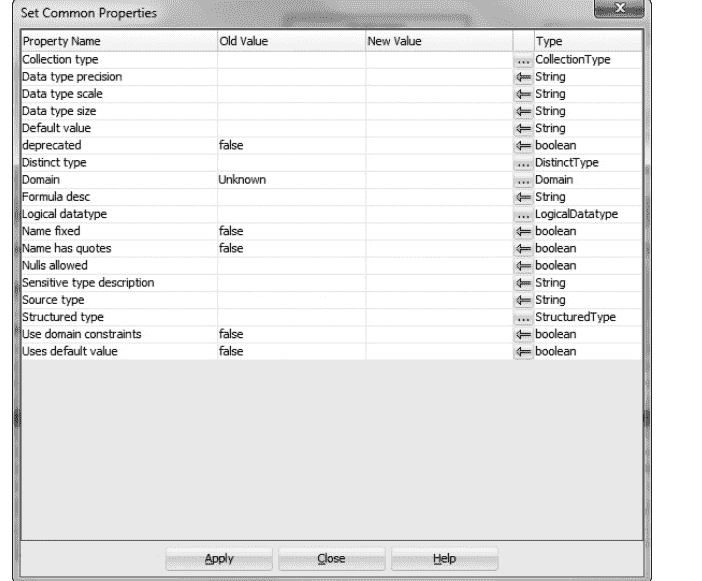 Set Common Properties
X
Property Name Old Value New Value Type
Collection type ... CollectionType
Data type precision String
Data type scale String
Data type size String
Default value String
deprecated false boolean
Distinct type ... DistinctType
Domain Unknown ... Domain
Formula desc String
Logical datatype ... LogicalDatatype
Name fixed false boolean
Name has quotes false boolean
Nulls allowed boolean
Sensitive type description String
Source type String
Structured type ... StructuredType
Use domain constraints false boolean
Uses default value false boolean
Apply Close Help